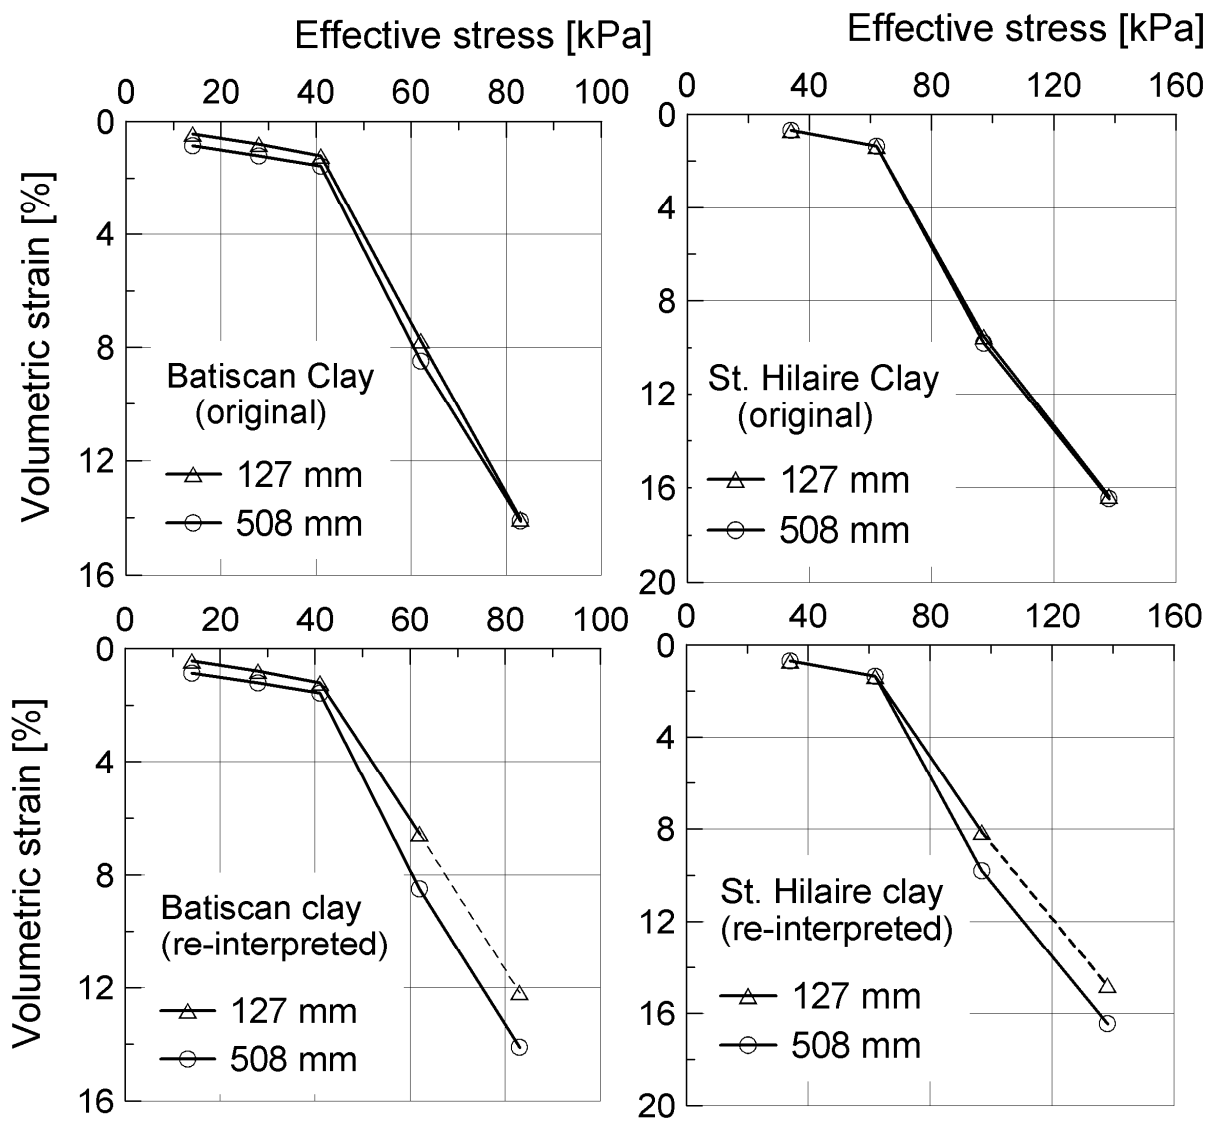 Effective stress [kPa]
0 20 40 60 80 100
0
4
8
12
16
Volumetric strain [%]
Batiscan Clay
(original)
127 mm
508 mm
Effective stress [kPa]
0 40 80 120 160
0
4
8
12
16
20
St. Hilaire Clay
(original)
127 mm
508 mm
0 20 40 60 80 100
0
4
8
12
16
Volumetric strain [%]
Batiscan clay
(re-interpreted)
127 mm
508 mm
0 40 80 120 160
0
4
8
12
16
20
St. Hilaire clay
(re-interpreted)
127 mm
508 mm